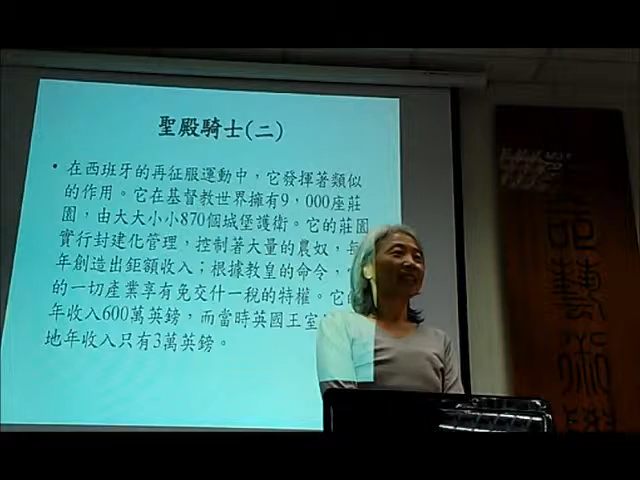 聖殿騎士(二)
• 在西班牙的再征服運動中，它發揮著類似
的作用。它在基督教世界擁有9，000座莊
園，由大大小小870個城堡護衛。它的莊園
實行封建化管理，控制著大量的農奴，每
年創造出鉅額收入；根據教皇的命令，
的一切產業享有免交什一稅的特權。它的
年收入600萬英鎊，而當時英國王室
地年收入只有3萬英鎊。
藝
術